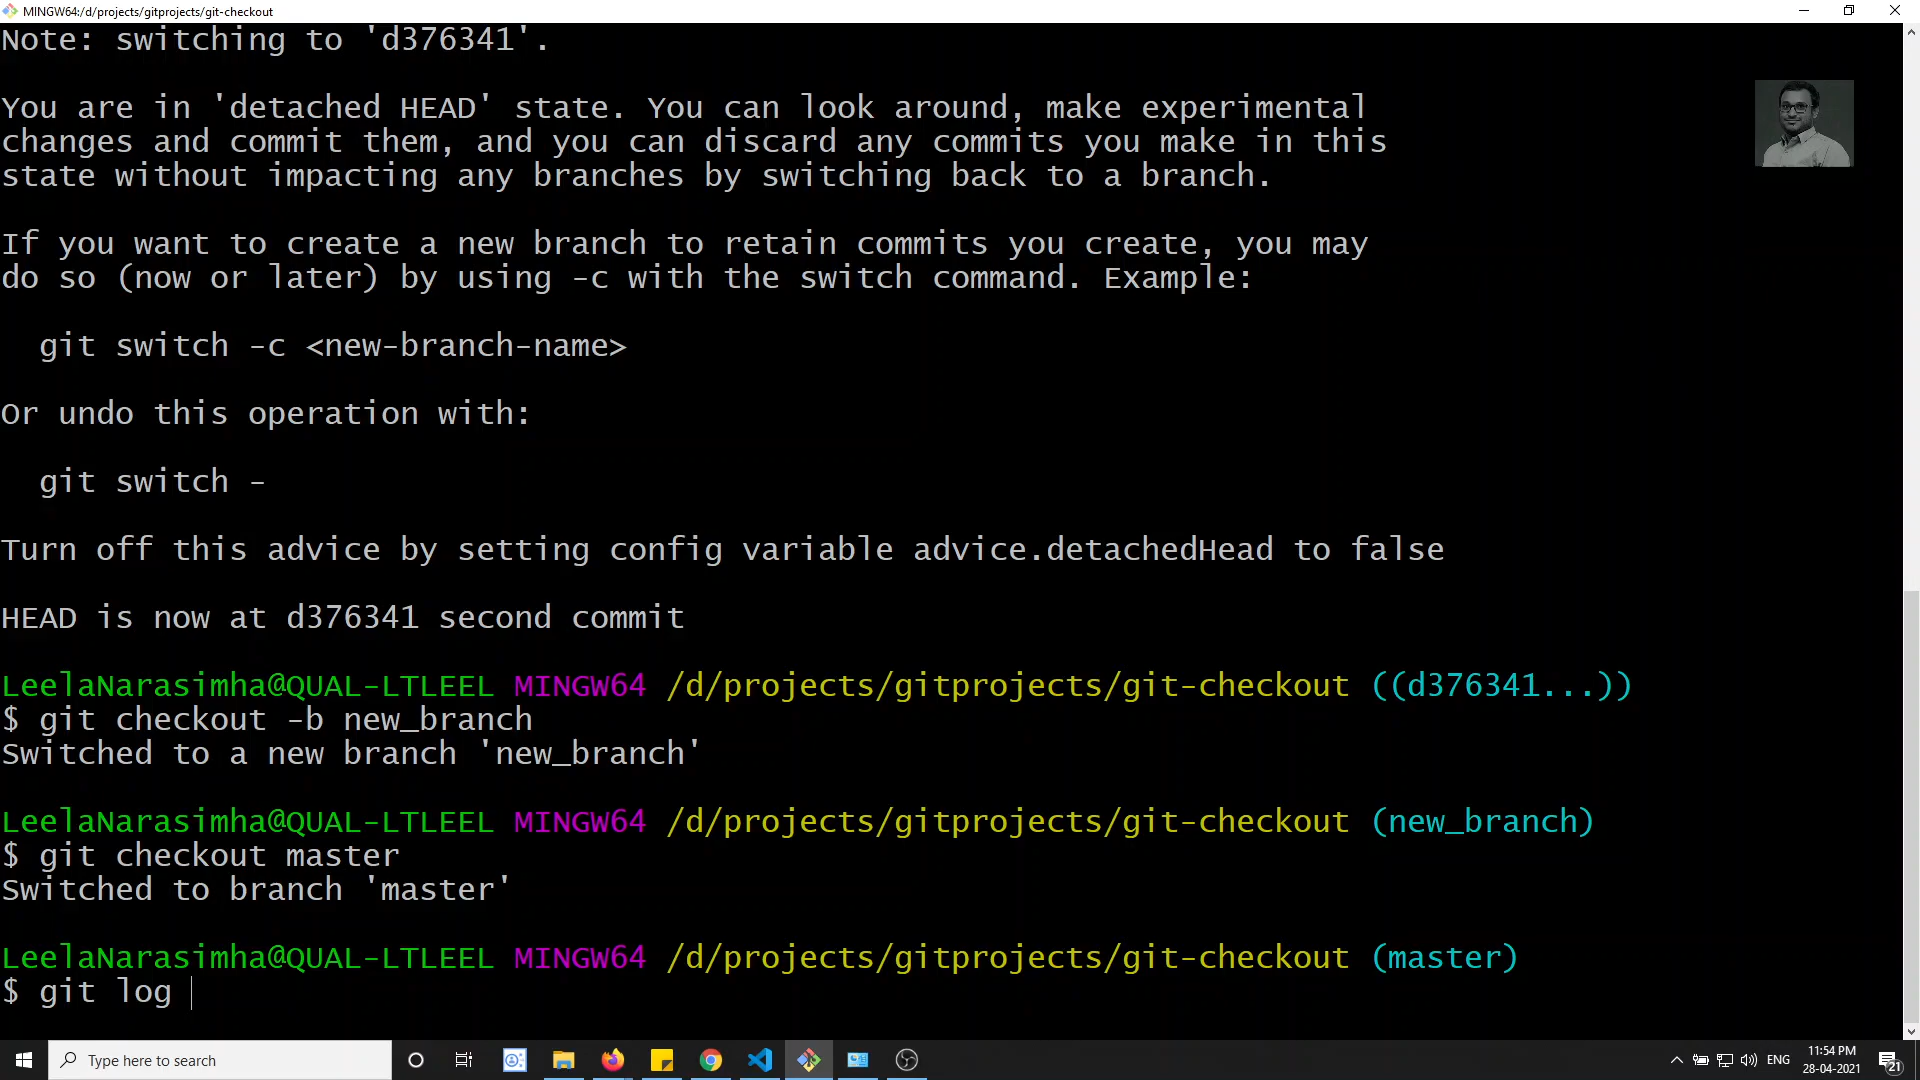 MINGW64:/d/projects/gitprojects/git-checkout
Note: switching to 'd376341'.
You are in 'detached HEAD' state. You can look around, make experimental
changes and commit them, and you can discard any commits you make in this
state without impacting any branches by switching back to a branch.
If you want to create a new branch to retain commits you create, you may
do so (now or later) by using -c with the switch command. Example:
git switch -c <new-branch-name>
Or undo this operation with:
git switch -
Turn off this advice by setting config variable advice.detachedHead to false
HEAD is now at d376341 second commit
LeelaNarasimha@QUAL-LTLEEL MINGW64 /d/projects/gitprojects/git-checkout ((d376341...))
$ git checkout -b new_branch
Switched to a new branch 'new_branch'
LeelaNarasimha@QUAL-LTLEEL MINGW64 /d/projects/gitprojects/git-checkout (new_branch)
$ git checkout master
Switched to branch 'master'
LeelaNarasimha@QUAL-LTLEEL MINGW64 /d/projects/gitprojects/git-checkout (master)
$ git log
Type here to search
ENG
11:54 PM
28-04-2021
21